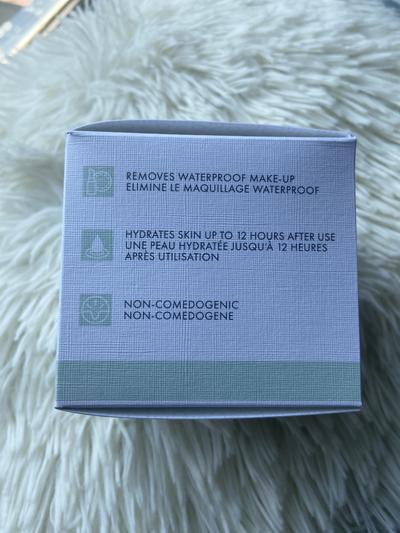 REMOVES WATERPROOF MAKE-UP
ELIMINE LE MAQUILLAGE WATERPROOF
HYDRATES SKIN UP TO 12 HOURS AFTER USE
UNE PEAU HYDRATÉE JUSQU'À 12 HEURES
APRÈS UTILISATION
NON-COMEDOGENIC
NON-COMÉDOGÈNE